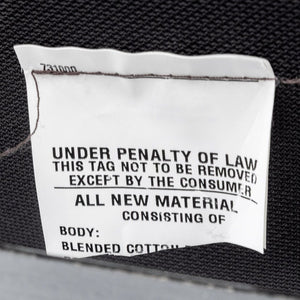 731000
UNDER PENALTY OF LAW
THIS TAG NOT TO BE REMOVED
EXCEPT BY THE CONSUMER
ALL NEW MATERIAL
CONSISTING OF
BODY:
BLENDED COTTON